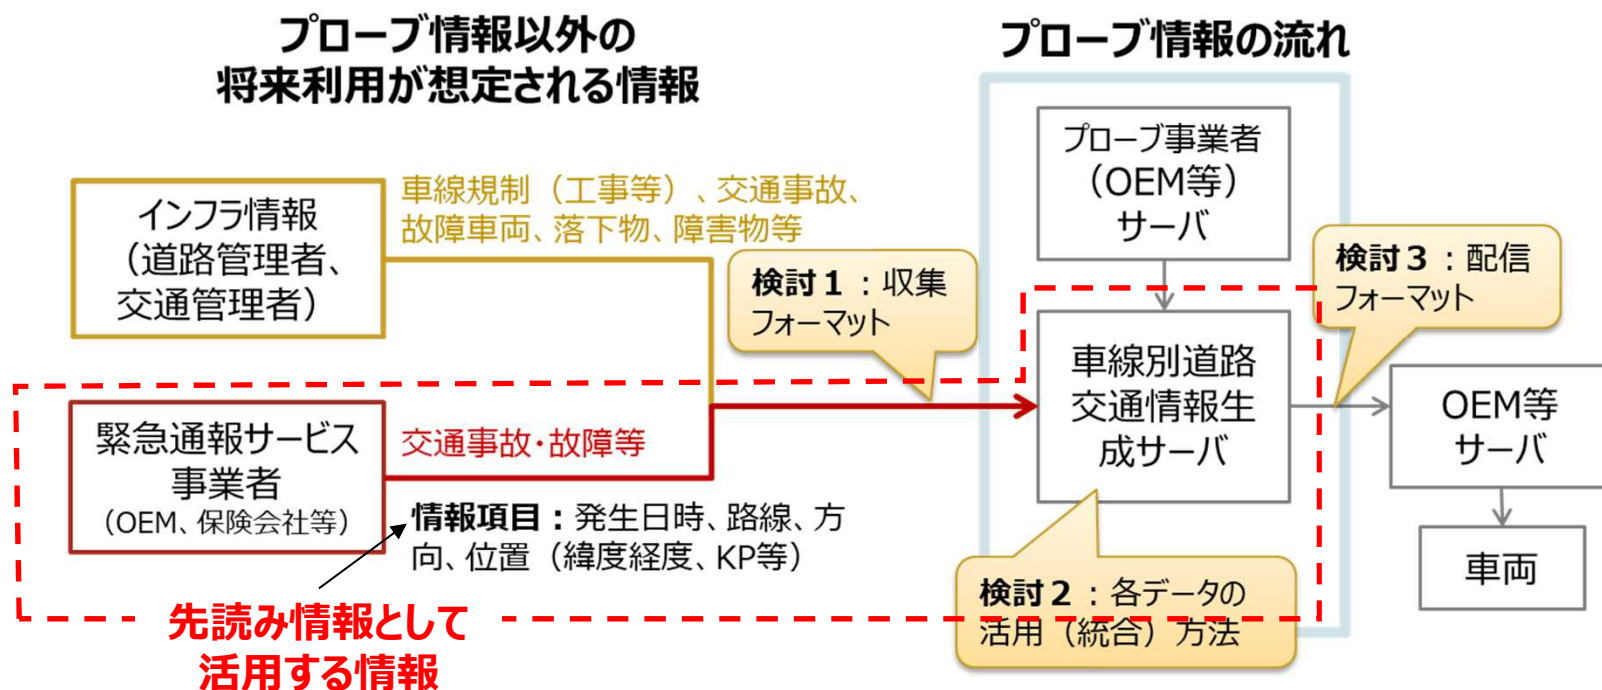 プローブ情報以外の
将来利用が想定される情報
プローブ情報の流れ
インフラ情報
（道路管理者、
交通管理者）
車線規制（工事等）、交通事故、
故障車両、落下物、障害物等
検討１：収集
フォーマット
プローブ事業者
（OEM等）
サーバ
検討３：配信
フォーマット
緊急通報サービス
事業者
（OEM、保険会社等）
交通事故・故障等
情報項目：発生日時、路線、方
向、位置（緯度経度、KP等）
車線別道路
交通情報生
成サーバ
OEM等
サーバ
車両
検討２：各データの
活用（統合）方法
先読み情報として
活用する情報